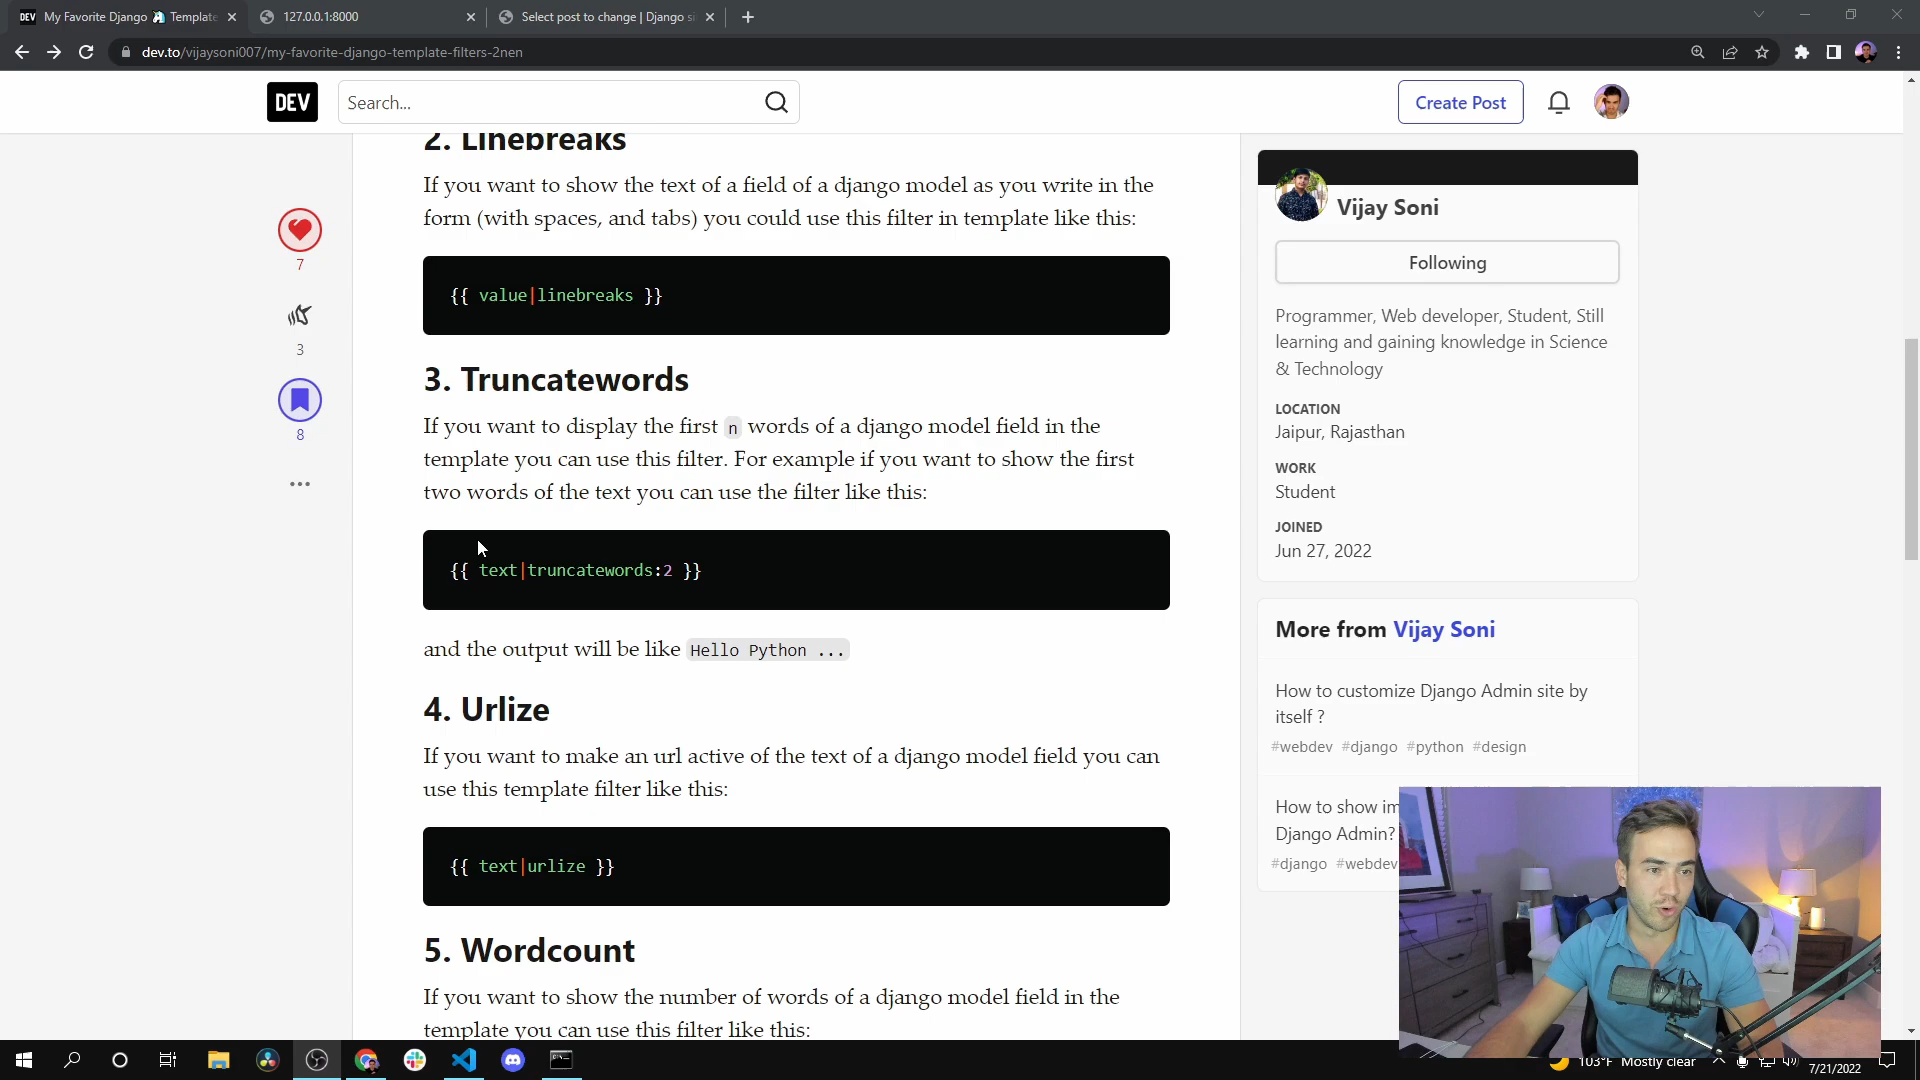 DEV My Favorite Django Template
127.0.0.1:8000
Select post to change | Django si
dev.to/vijaysoni007/my-favorite-django-template-filters-2nen
DEV
Search...
Create Post
2. Linebreaks
If you want to show the text of a field of a django model as you write in the
form (with spaces, and tabs) you could use this filter in template like this:
{{ value|linebreaks }}
3. Truncatewords
If you want to display the first n words of a django model field in the
template you can use this filter. For example if you want to show the first
two words of the text you can use the filter like this:
{{ text|truncatewords:2 }}
and the output will be like Hello Python ...
4. Urlize
If you want to make an url active of the text of a django model field you can
use this template filter like this:
{{ text|urlize }}
5. Wordcount
If you want to show the number of words of a django model field in the
template you can use this filter like this:
7
3
8
Vijay Soni
Following
Programmer, Web developer, Student, Still
learning and gaining knowledge in Science
& Technology
LOCATION
Jaipur, Rajasthan
WORK
Student
JOINED
Jun 27, 2022
More from Vijay Soni
How to customize Django Admin site by
itself ?
#webdev #django #python #design
How to show im
Django Admin?
#django #webdev
103°F Mostly clear
7/21/2022